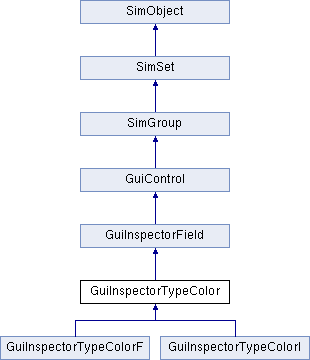 SimObject
SimSet
SimGroup
GuiControl
GuiInspectorField
GuiInspectorTypeColor
GuiInspectorTypeColorF
GuiInspectorTypeColorI